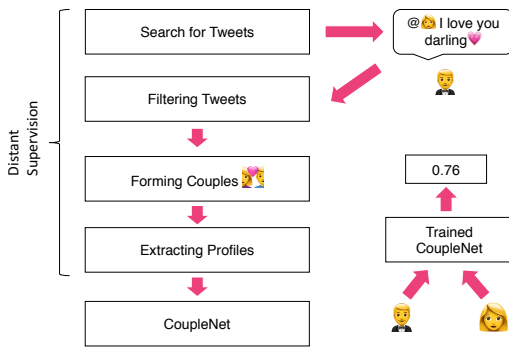 Search for Tweets
@👩 I love you
darling💗
Filtering Tweets
Distant
Supervision
Forming Couples
0.76
Extracting Profiles
Trained
CoupleNet
CoupleNet